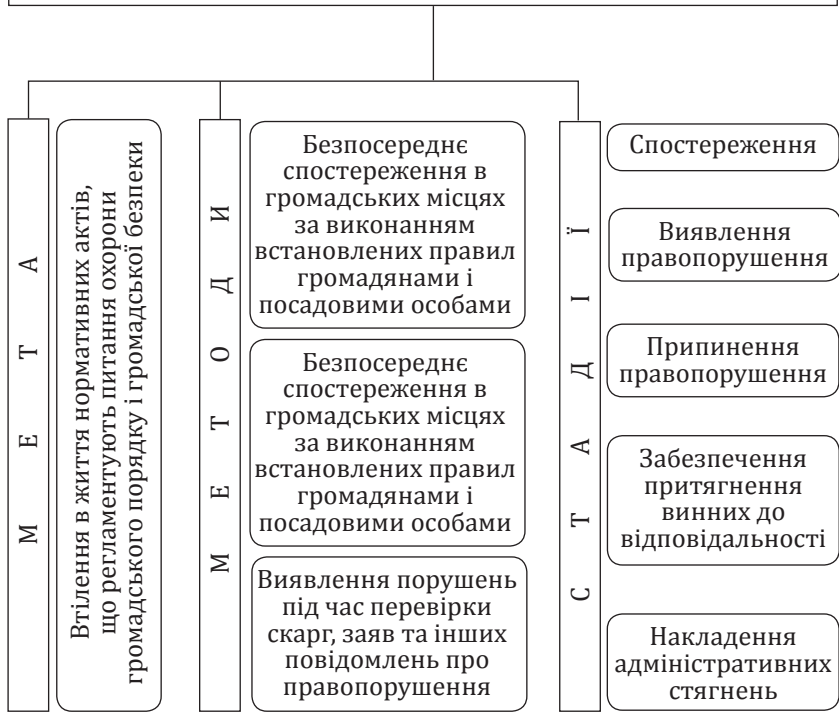 М Е Т А
Втілення в життя нормативних актів,
що регламентують питання охорони
громадського порядку і громадської безпеки
М Е Т О Д И
Безпосереднє
спостереження в
громадських місцях
за виконанням
встановлених правил
громадянами і
посадовими особами
Безпосереднє
спостереження в
громадських місцях
за виконанням
встановлених правил
громадянами і
посадовими особами
Виявлення порушень
під час перевірки
скарг, заяв та інших
повідомлень про
правопорушення
С Т А Д І Ї
Спостереження
Виявлення
правопорушення
Припинення
правопорушення
Забезпечення
притягнення
винних до
відповідальності
Накладення
адміністративних
стягнень